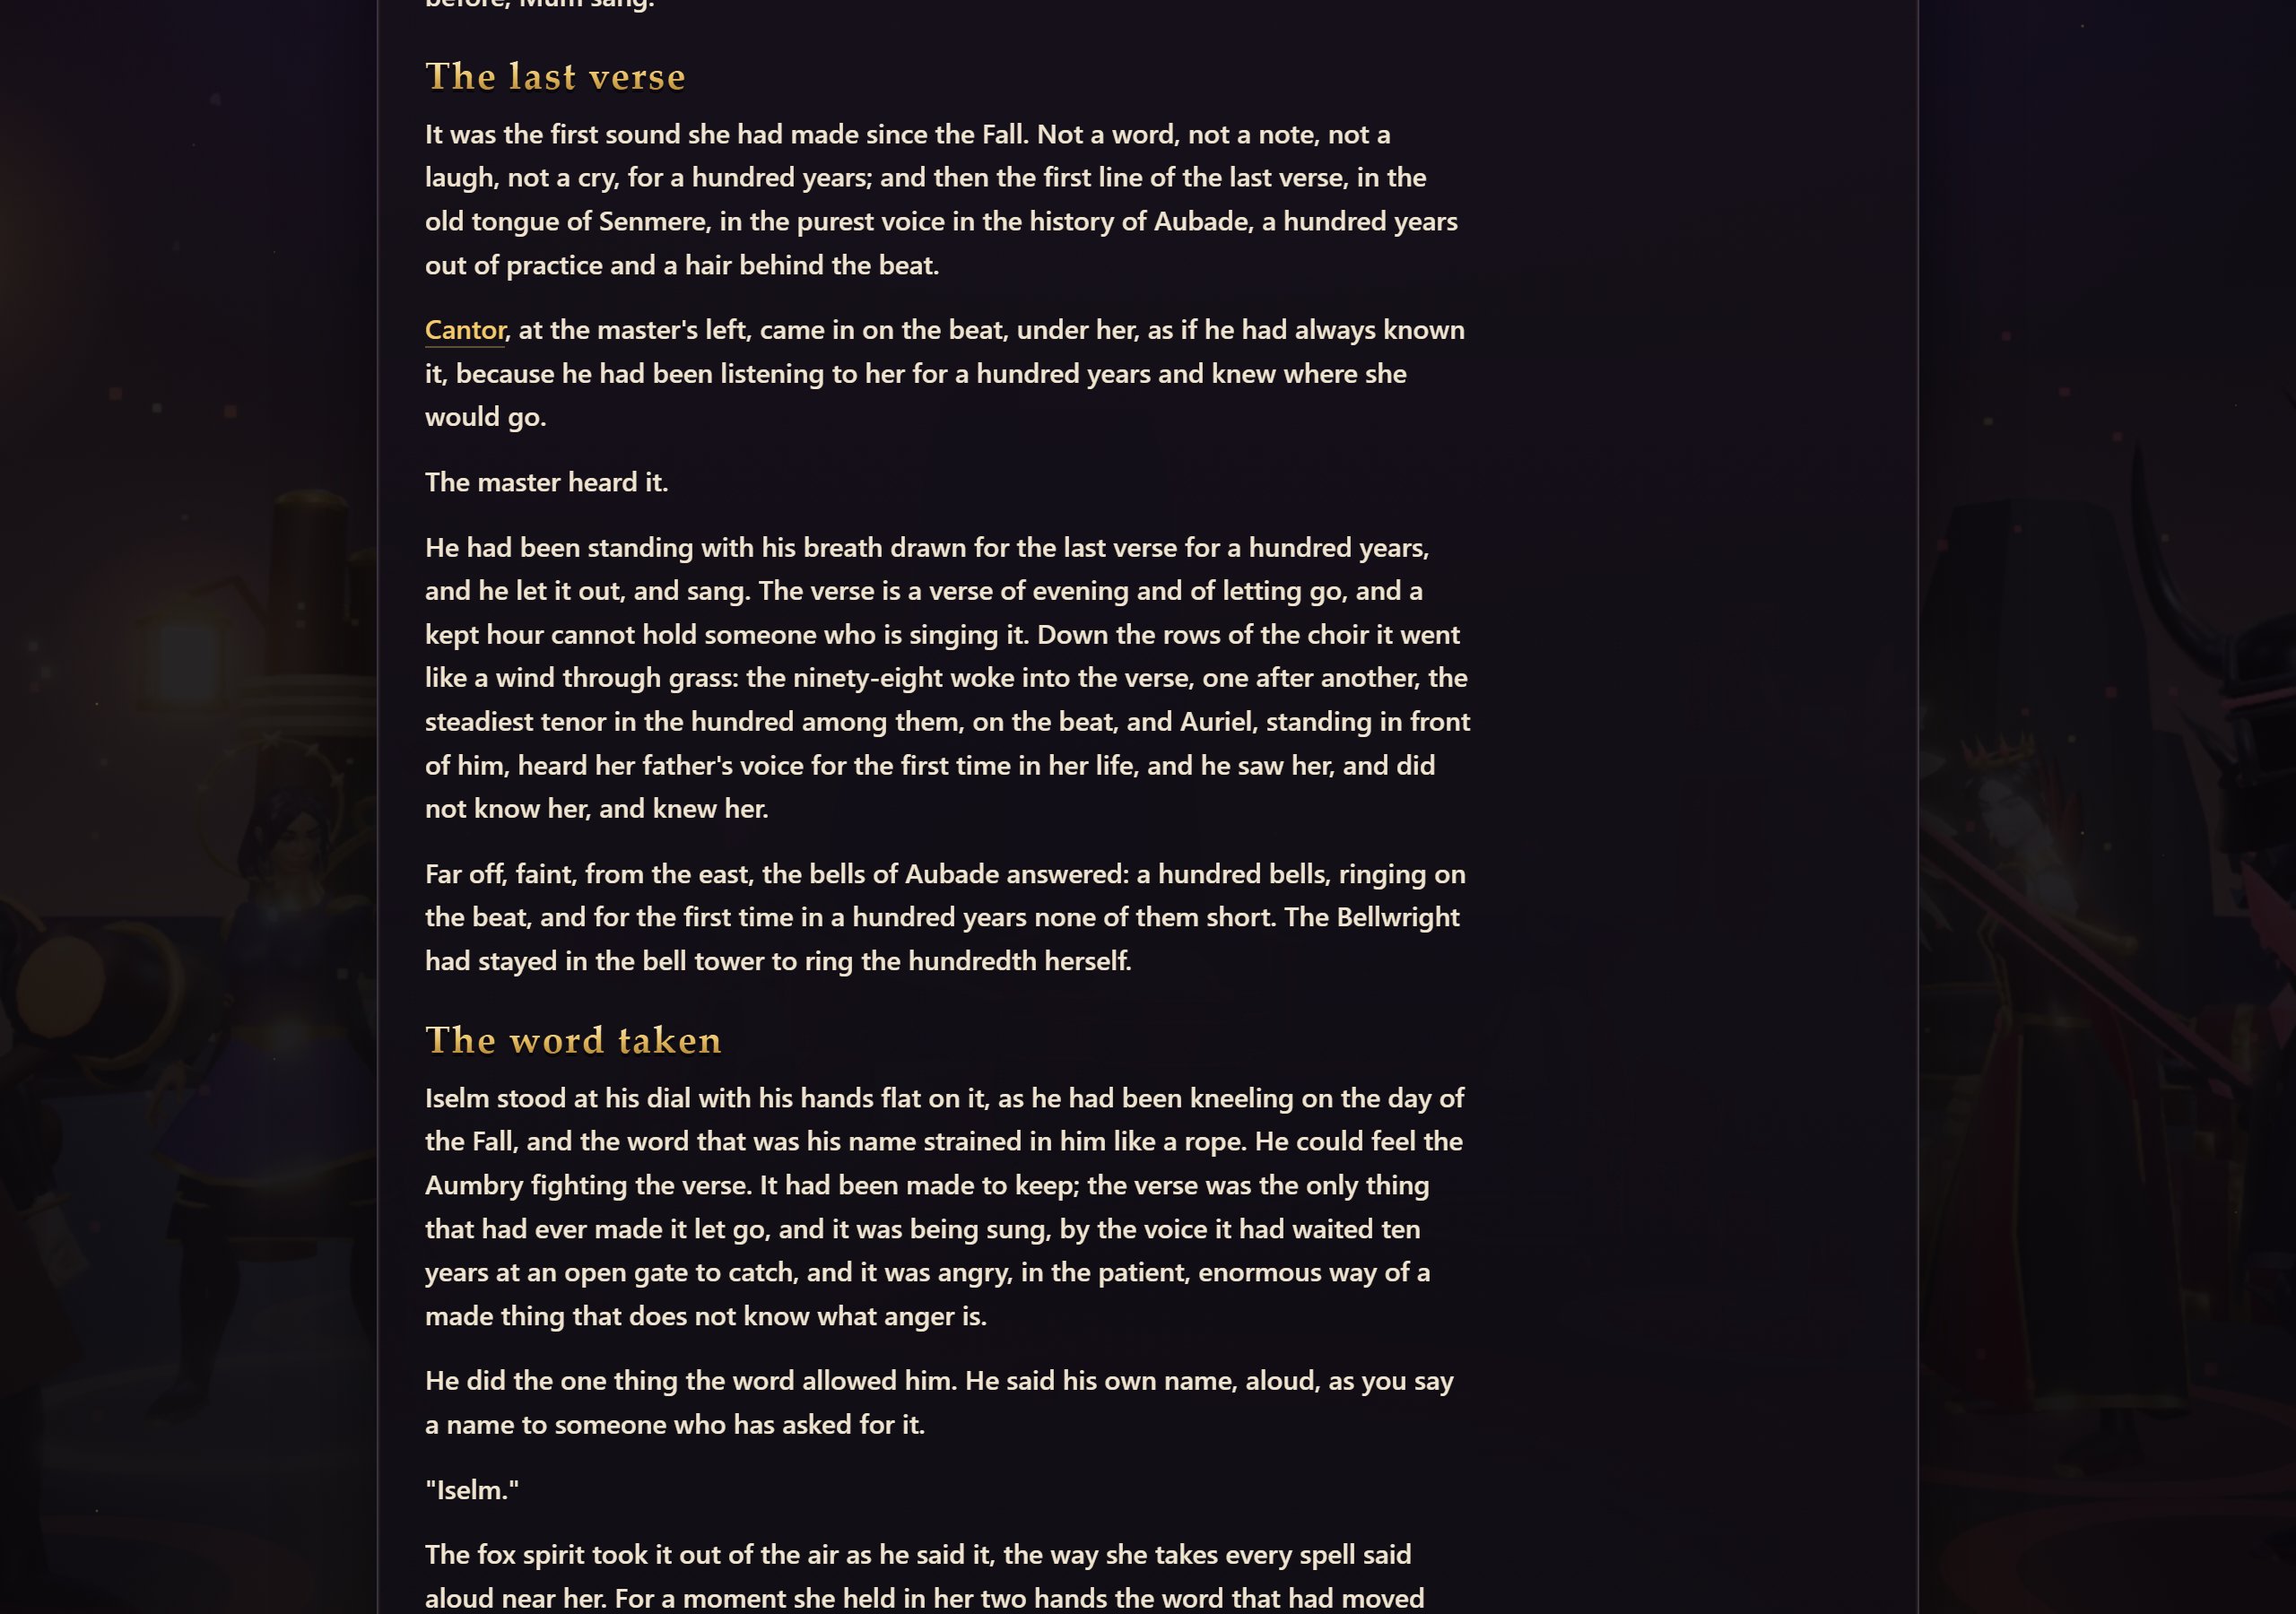 before, Mum sang.
The last verse
It was the first sound she had made since the Fall. Not a word, not a note, not a
laugh, not a cry, for a hundred years; and then the first line of the last verse, in the
old tongue of Senmere, in the purest voice in the history of Aubade, a hundred years
out of practice and a hair behind the beat.
Cantor, at the master's left, came in on the beat, under her, as if he had always known
it, because he had been listening to her for a hundred years and knew where she
would go.
The master heard it.
He had been standing with his breath drawn for the last verse for a hundred years,
and he let it out, and sang. The verse is a verse of evening and of letting go, and a
kept hour cannot hold someone who is singing it. Down the rows of the choir it went
like a wind through grass: the ninety-eight woke into the verse, one after another, the
steadiest tenor in the hundred among them, on the beat, and Auriel, standing in front
of him, heard her father's voice for the first time in her life, and he saw her, and did
not know her, and knew her.
Far off, faint, from the east, the bells of Aubade answered: a hundred bells, ringing on
the beat, and for the first time in a hundred years none of them short. The Bellwright
had stayed in the bell tower to ring the hundredth herself.
The word taken
Iselm stood at his dial with his hands flat on it, as he had been kneeling on the day of
the Fall, and the word that was his name strained in him like a rope. He could feel the
Aumbry fighting the verse. It had been made to keep; the verse was the only thing
that had ever made it let go, and it was being sung, by the voice it had waited ten
years at an open gate to catch, and it was angry, in the patient, enormous way of a
made thing that does not know what anger is.
He did the one thing the word allowed him. He said his own name, aloud, as you say
a name to someone who has asked for it.
"Iselm."
The fox spirit took it out of the air as he said it, the way she takes every spell said
aloud near her. For a moment she held in her two hands the word that had moved